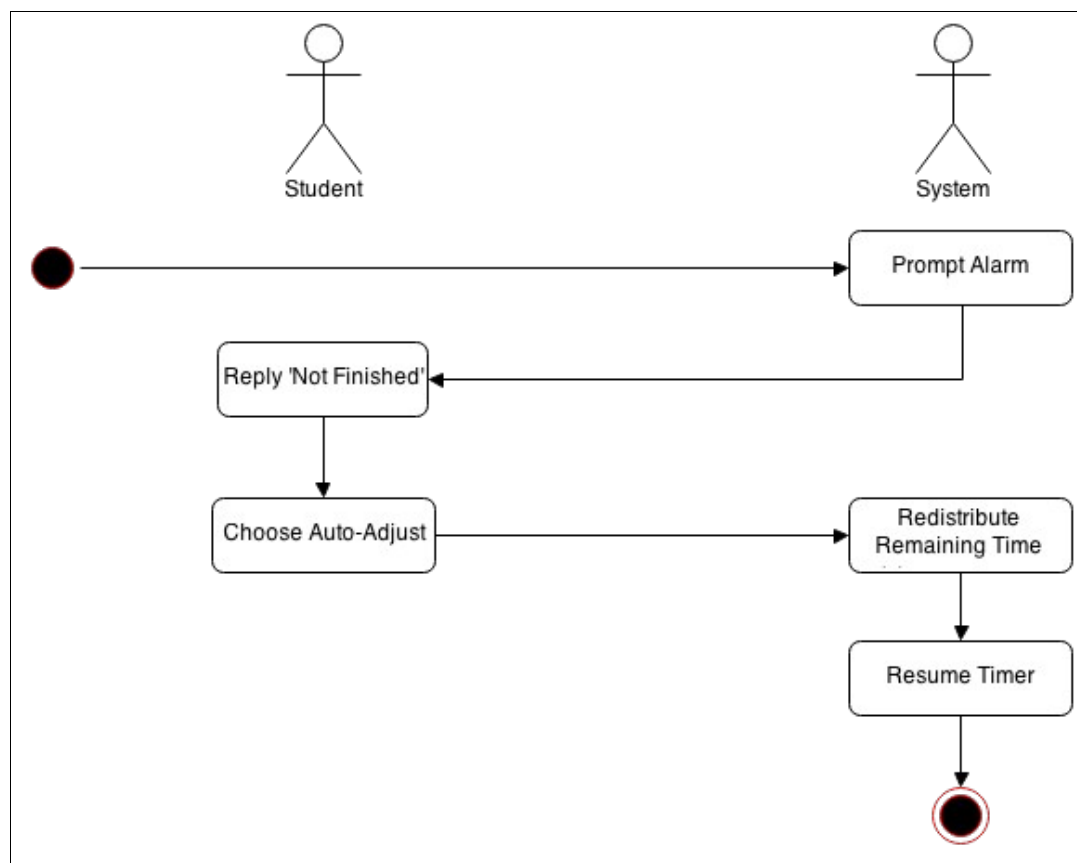 Student
System
Prompt Alarm
Reply 'Not Finished'
Choose Auto-Adjust
Redistribute
Remaining Time
Resume Timer